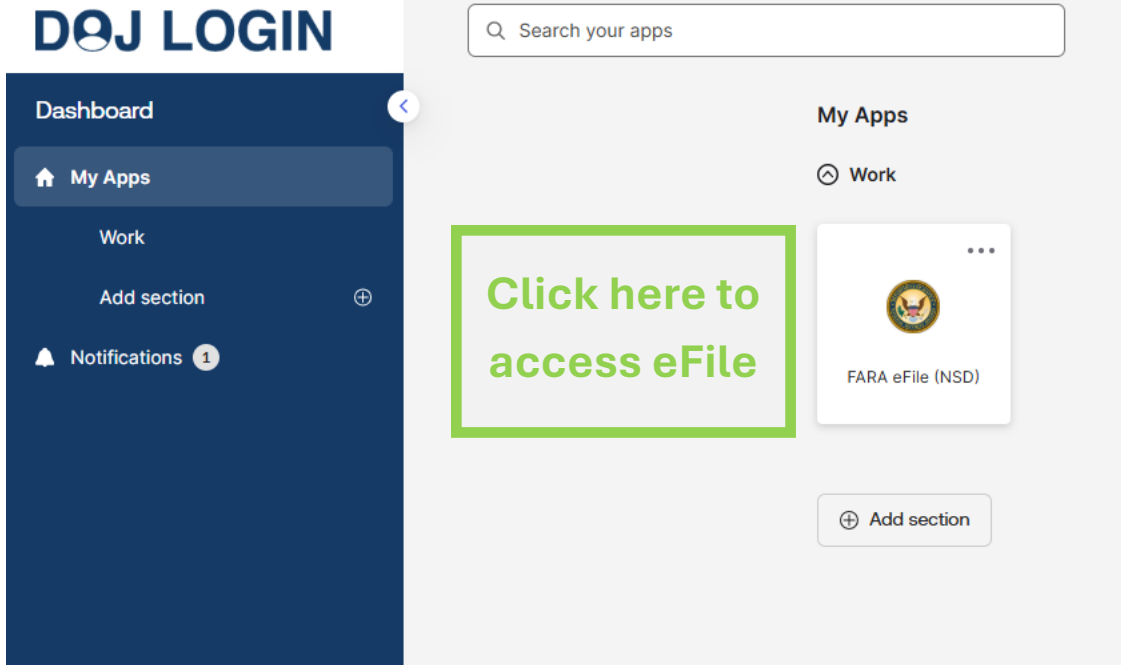 DOJ LOGIN
Search your apps
Dashboard
My Apps
Work
Add section
Notifications 1
My Apps
Work
Click here to
access eFile
FARA eFile (NSD)
Add section